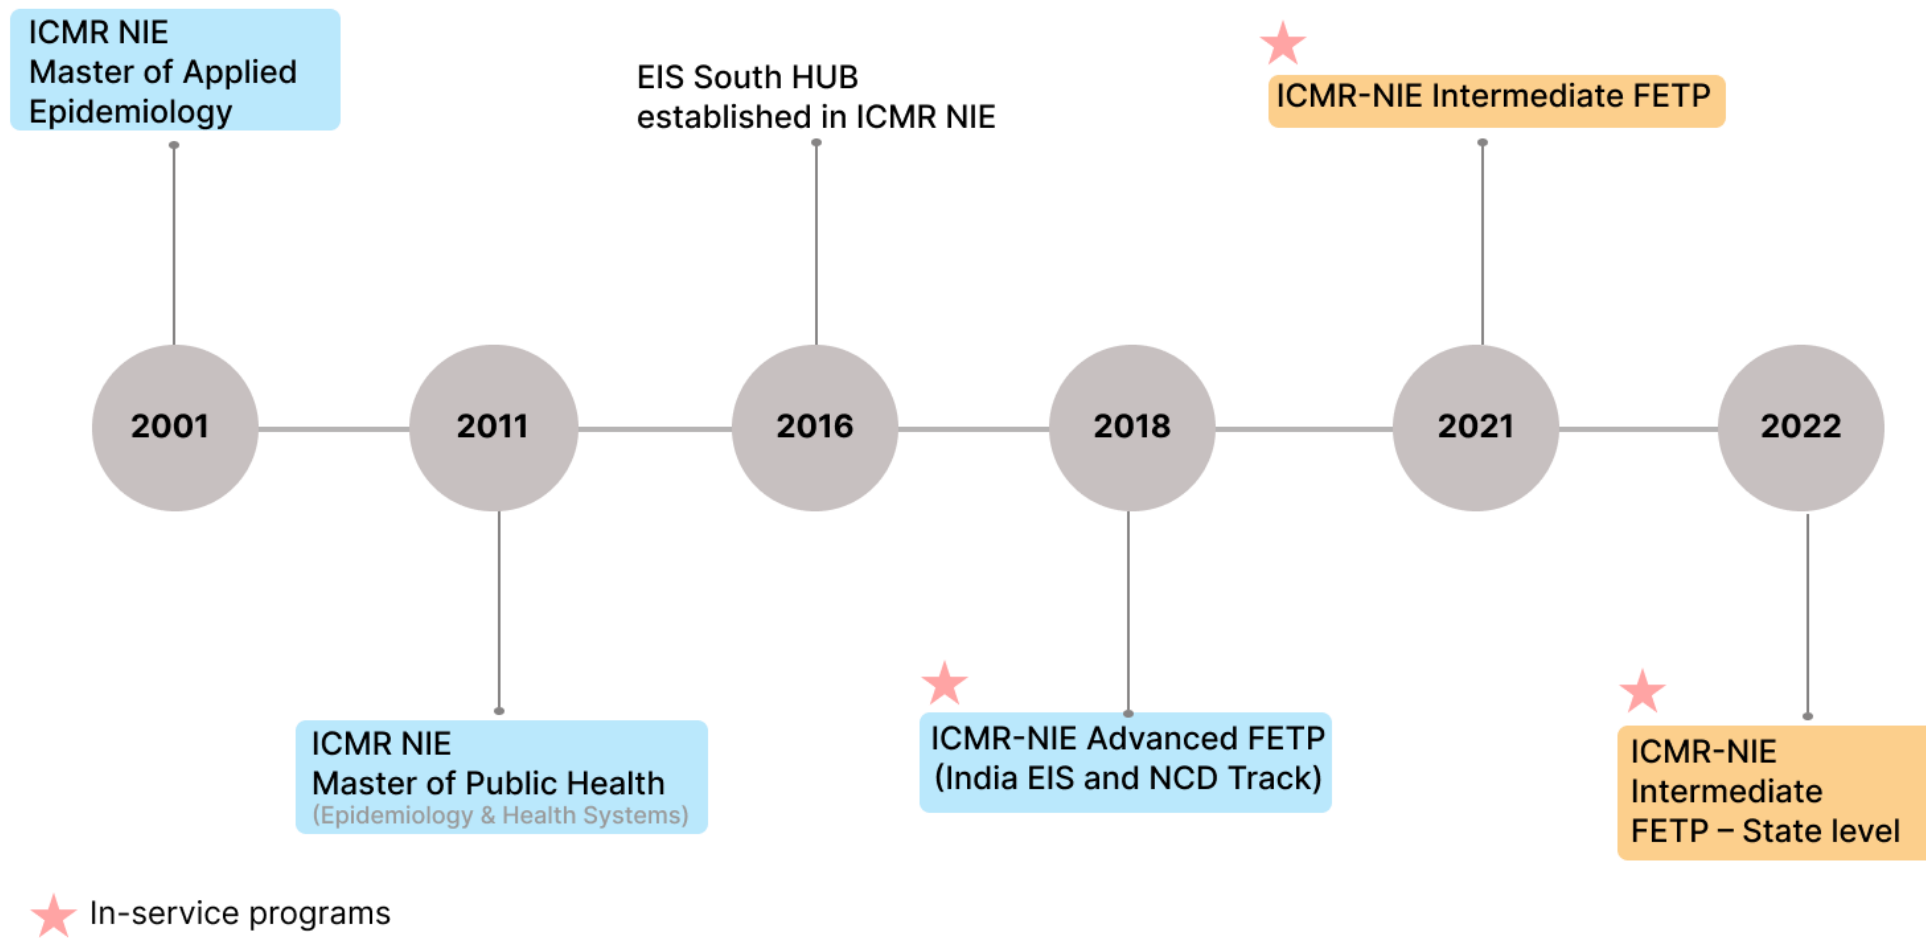 ICMR NIE
Master of Applied
Epidemiology
EIS South HUB
established in ICMR NIE
ICMR-NIE Intermediate FETP
2001
2011
2016
2018
2021
2022
ICMR NIE
Master of Public Health
(Epidemiology & Health Systems)
ICMR-NIE Advanced FETP
(India EIS and NCD Track)
ICMR-NIE
Intermediate
FETP – State level
In-service programs